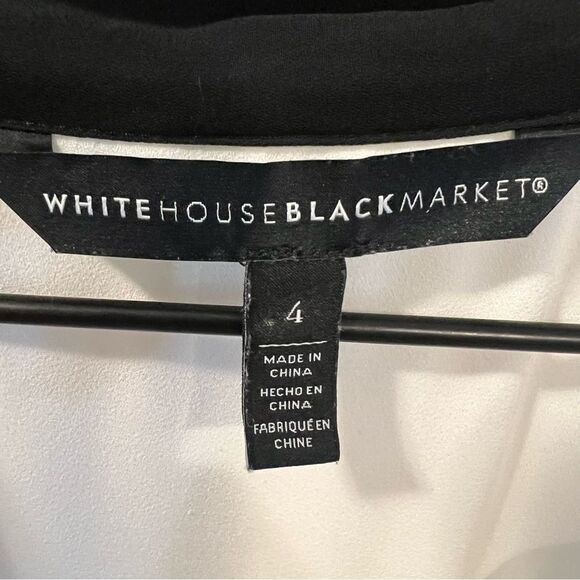 WHITEHOUSEBLACKMARKET®
4
MADE IN
CHINA
HECHO EN
CHINA
FABRIQUÉ EN
CHINE